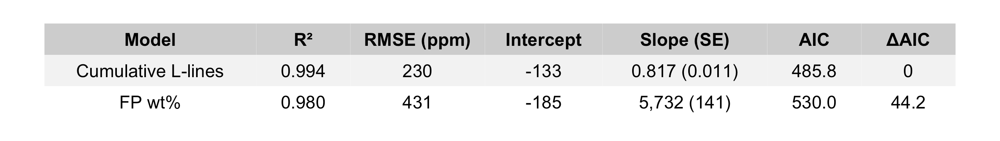 Model R² RMSE (ppm) Intercept Slope (SE) AIC ΔAIC
Cumulative L-lines 0.994 230 -133 0.817 (0.011) 485.8 0
FP wt% 0.980 431 -185 5,732 (141) 530.0 44.2